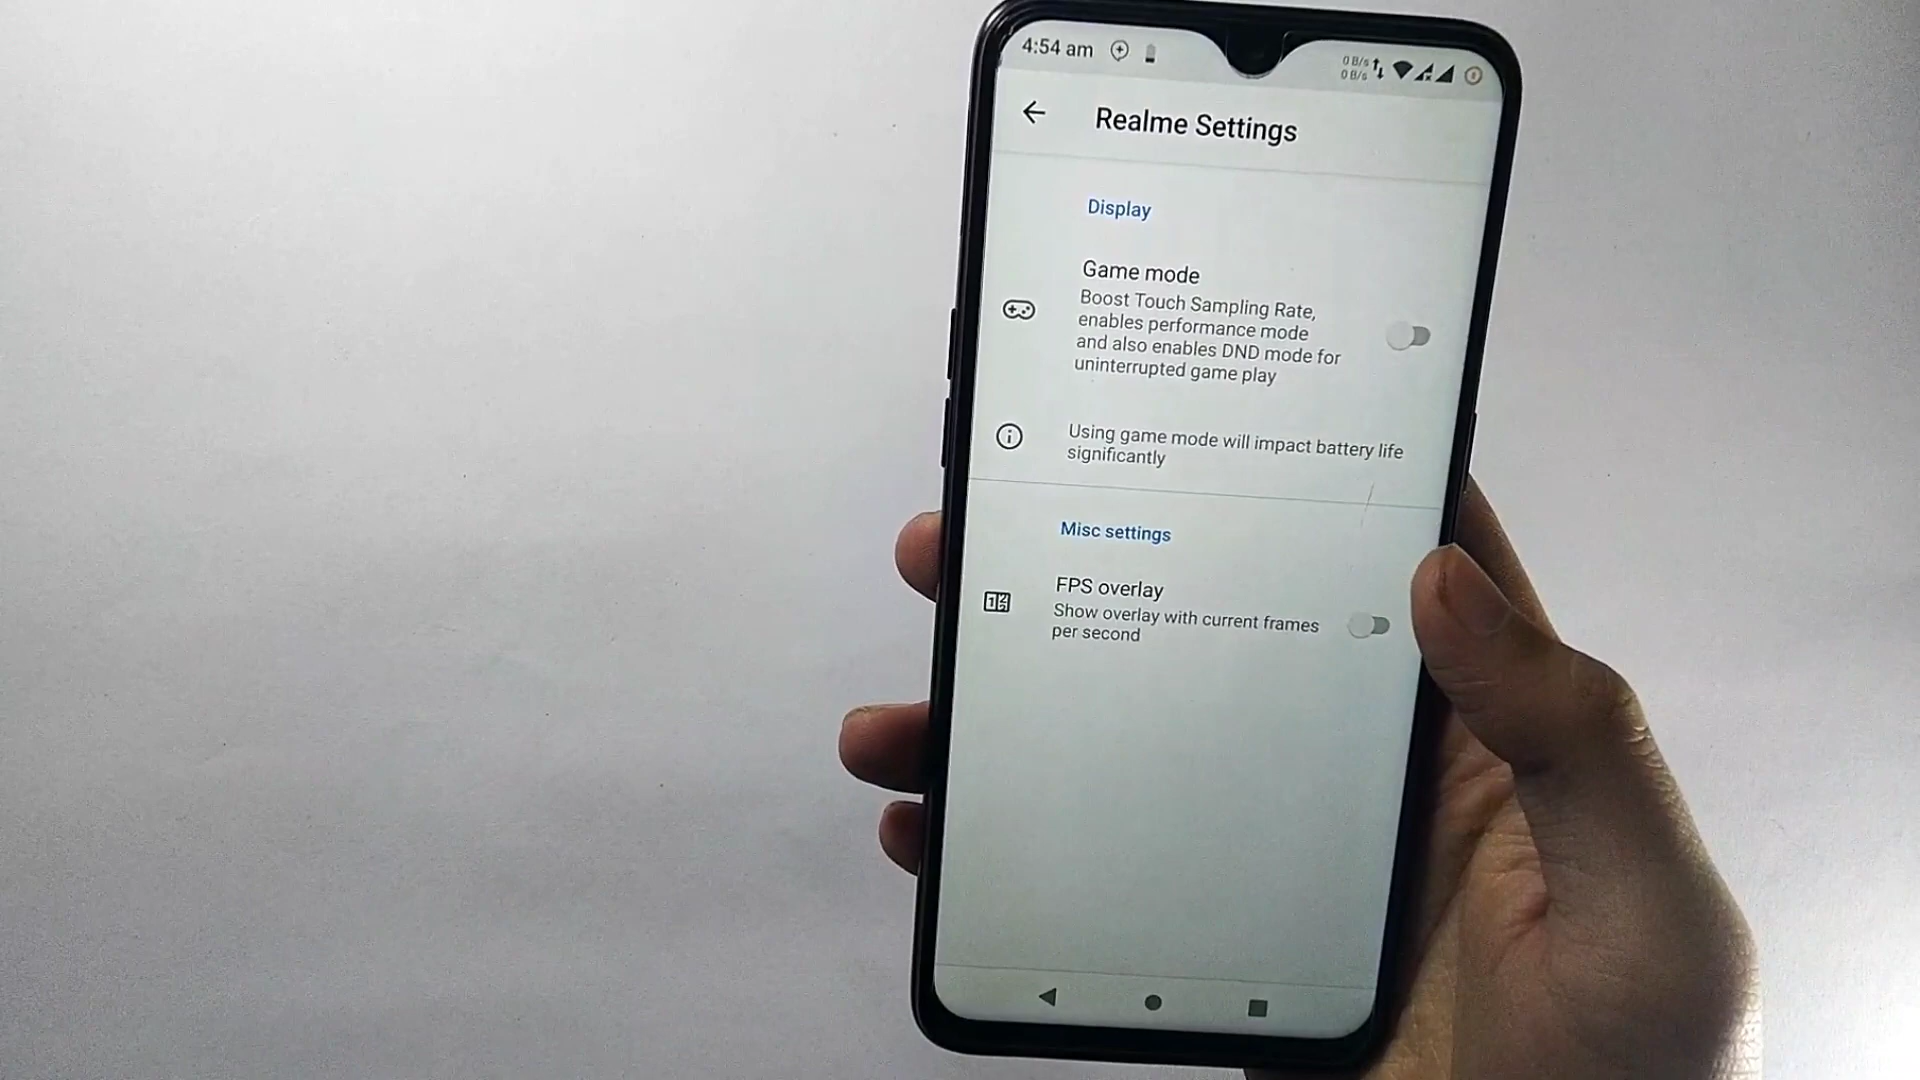 4:54 am
0 B/s
0 B/s
Realme Settings
Display
Game mode
Boost Touch Sampling Rate,
enables performance mode
and also enables DND mode for
uninterrupted game play
Using game mode will impact battery life
significantly
Misc settings
FPS overlay
Show overlay with current frames
per second